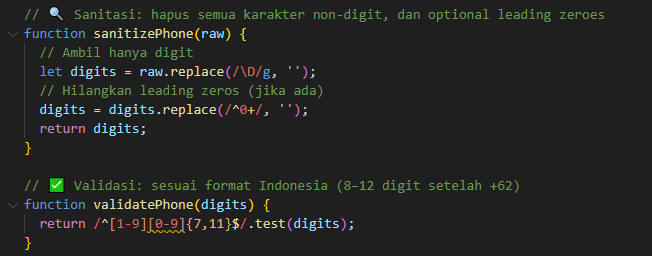 // 🔍 Sanitasi: hapus semua karakter non-digit, dan optional leading zeroes
function sanitizePhone(raw) {
  // Ambil hanya digit
  let digits = raw.replace(/\D/g, '');
  // Hilangkan leading zeros (jika ada)
  digits = digits.replace(/^0+/, '');
  return digits;
}

// ✅ Validasi: sesuai format Indonesia (8–12 digit setelah +62)
function validatePhone(digits) {
  return /^[1-9][0-9]{7,11}$/.test(digits);
}